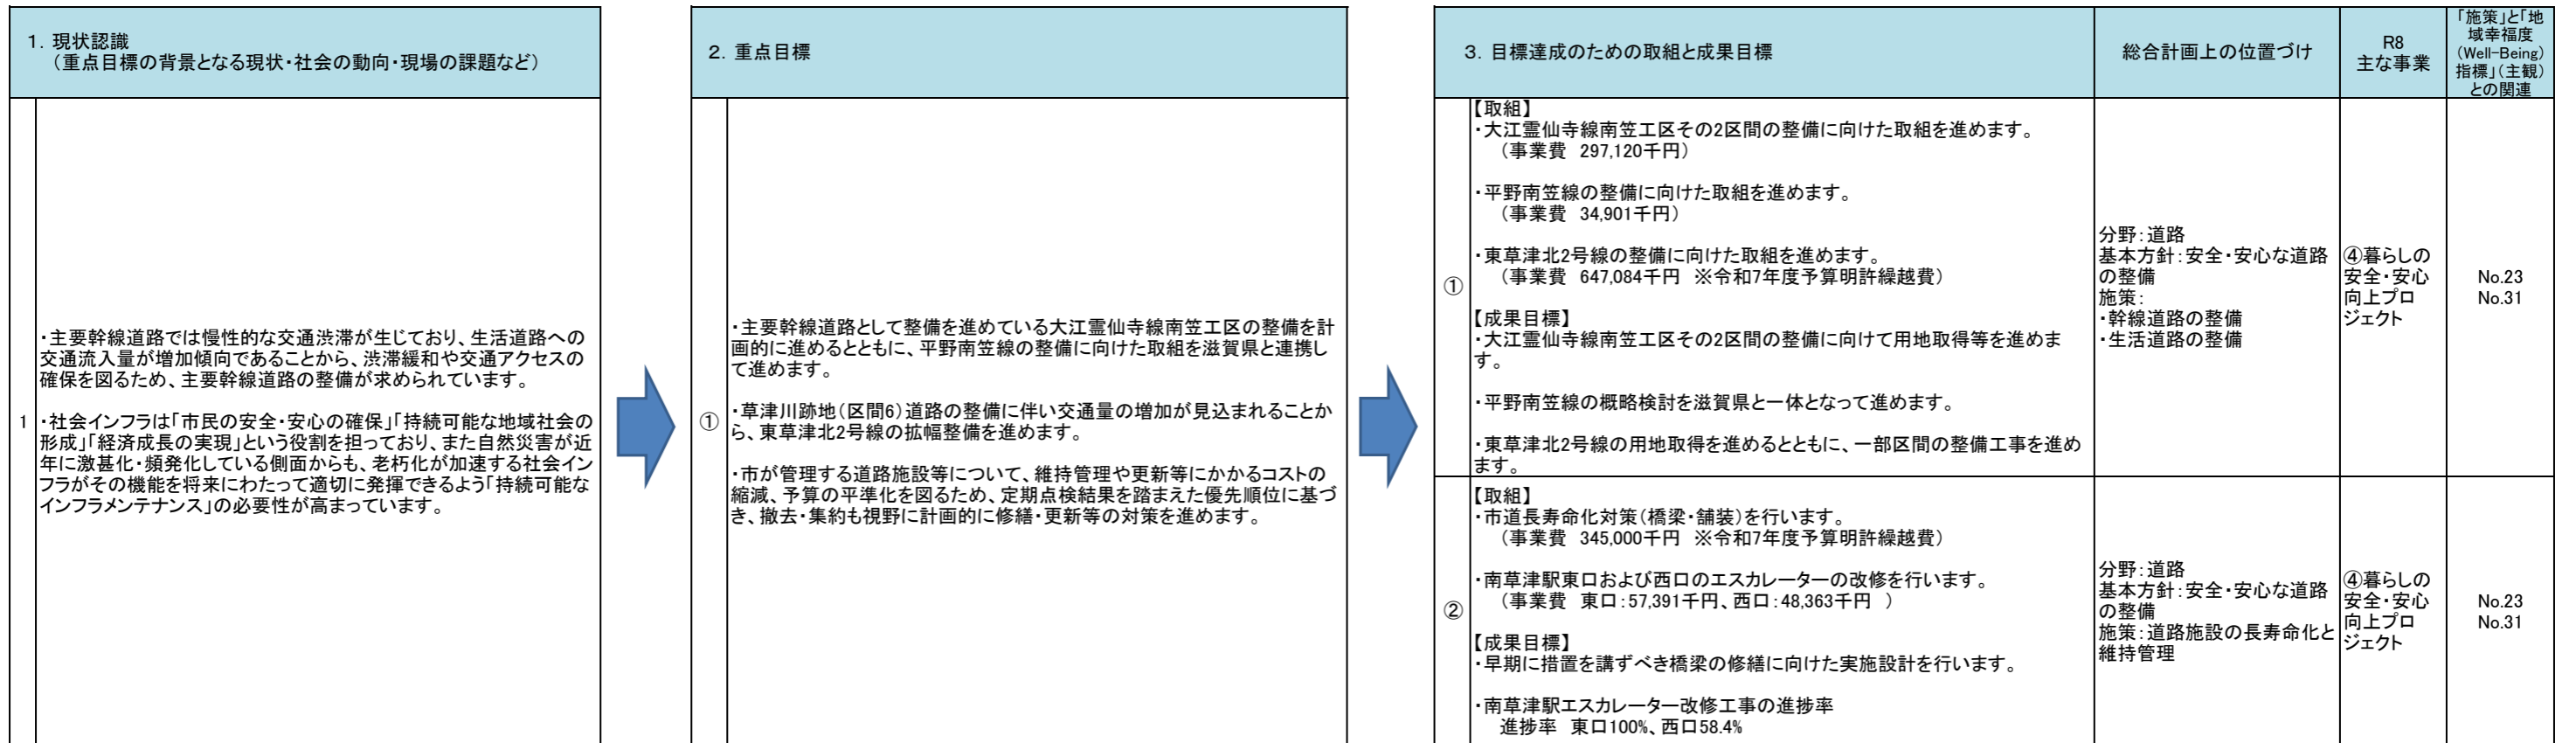 1. 現状認識
（重点目標の背景となる現状・社会の動向・現場の課題など）
2. 重点目標
3. 目標達成のための取組と成果目標
総合計画上の位置づけ
R8
主な事業
「施策」と「地
域幸福度
（Well-Being）
指標」（主観）
との関連
1
・主要幹線道路では慢性的な交通渋滞が生じており、生活道路への
交通流入量が増加傾向であることから、渋滞緩和や交通アクセスの
確保を図るため、主要幹線道路の整備が求められています。
・社会インフラは「市民の安全・安心の確保」「持続可能な地域社会の
形成」「経済成長の実現」という役割を担っており、また自然災害が近
年に激甚化・頻発化している側面からも、老朽化が加速する社会イン
フラがその機能を将来にわたって適切に発揮できるよう「持続可能な
インフラメンテナンス」の必要性が高まっています。
①
・主要幹線道路として整備を進めている大江霊仙寺線南笠工区の整備を計
画的に進めるとともに、平野南笠線の整備に向けた取組を滋賀県と連携し
て進めます。
・草津川跡地（区間6）道路の整備に伴い交通量の増加が見込まれることか
ら、東草津北2号線の拡幅整備を進めます。
・市が管理する道路施設等について、維持管理や更新等にかかるコストの
縮減、予算の平準化を図るため、定期点検結果を踏まえた優先順位に基づ
き、撤去・集約も視野に計画的に修繕・更新等の対策を進めます。
①
【取組】
・大江霊仙寺線南笠工区その2区間の整備に向けた取組を進めます。
（事業費　297,120千円）
・平野南笠線の整備に向けた取組を進めます。
（事業費　34,901千円）
・東草津北2号線の整備に向けた取組を進めます。
（事業費　647,084千円　※令和7年度予算明許繰越費）
【成果目標】
・大江霊仙寺線南笠工区その2区間の整備に向けて用地取得等を進めま
す。
・平野南笠線の概略検討を滋賀県と一体となって進めます。
・東草津北2号線の用地取得を進めるとともに、一部区間の整備工事を進め
ます。
分野：道路
基本方針：安全・安心な道路
の整備
施策：
・幹線道路の整備
・生活道路の整備
④暮らしの
安全・安心
向上プロ
ジェクト
No.23
No.31
②
【取組】
・市道長寿命化対策（橋梁・舗装）を行います。
（事業費　345,000千円　※令和7年度予算明許繰越費）
・南草津駅東口および西口のエスカレーターの改修を行います。
（事業費　東口：57,391千円、西口：48,363千円　）
【成果目標】
・早期に措置を講ずべき橋梁の修繕に向けた実施設計を行います。
・南草津駅エスカレーター改修工事の進捗率
進捗率　東口100%、西口58.4%
分野：道路
基本方針：安全・安心な道路
の整備
施策：道路施設の長寿命化と
維持管理
④暮らしの
安全・安心
向上プロ
ジェクト
No.23
No.31